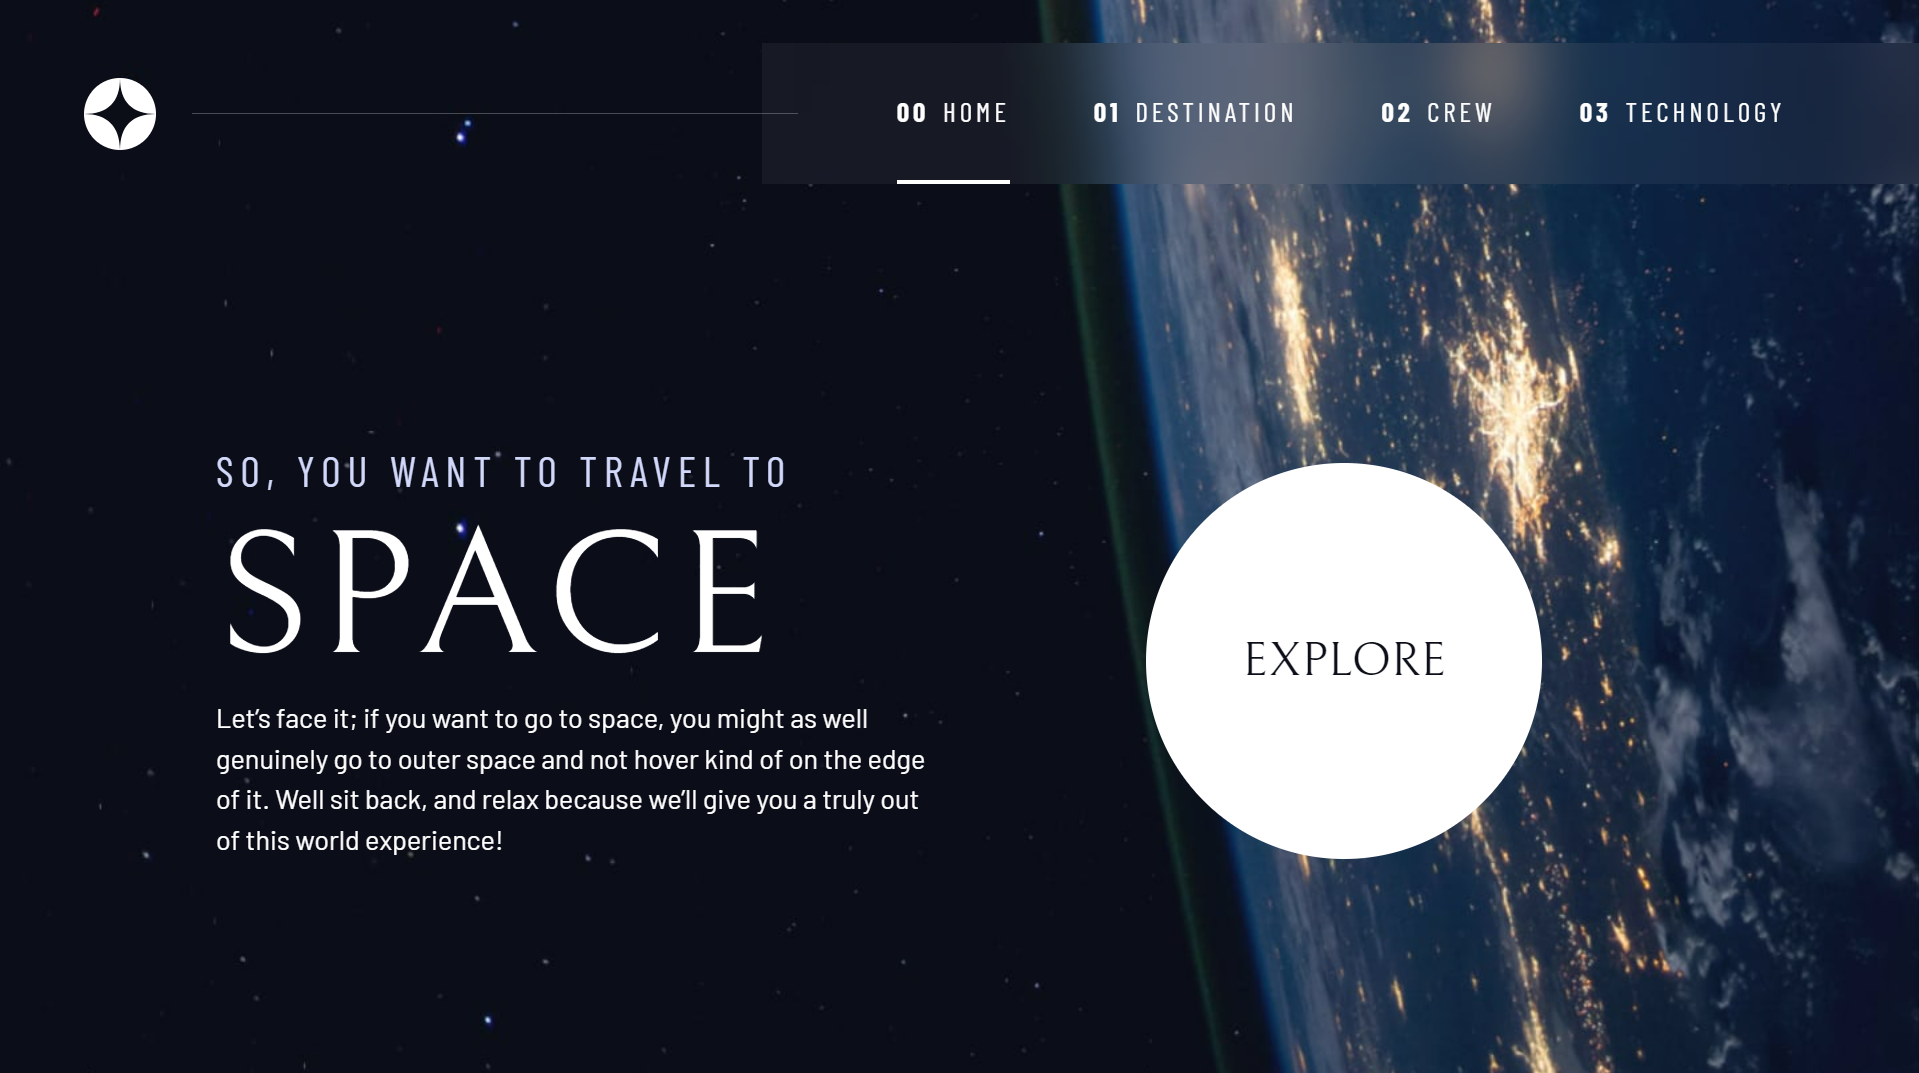 00 HOME 01 DESTINATION 02 CREW 03 TECHNOLOGY
SO, YOU WANT TO TRAVEL TO
SPACE
Let’s face it; if you want to go to space, you might as well
genuinely go to outer space and not hover kind of on the edge
of it. Well sit back, and relax because we’ll give you a truly out
of this world experience!
EXPLORE